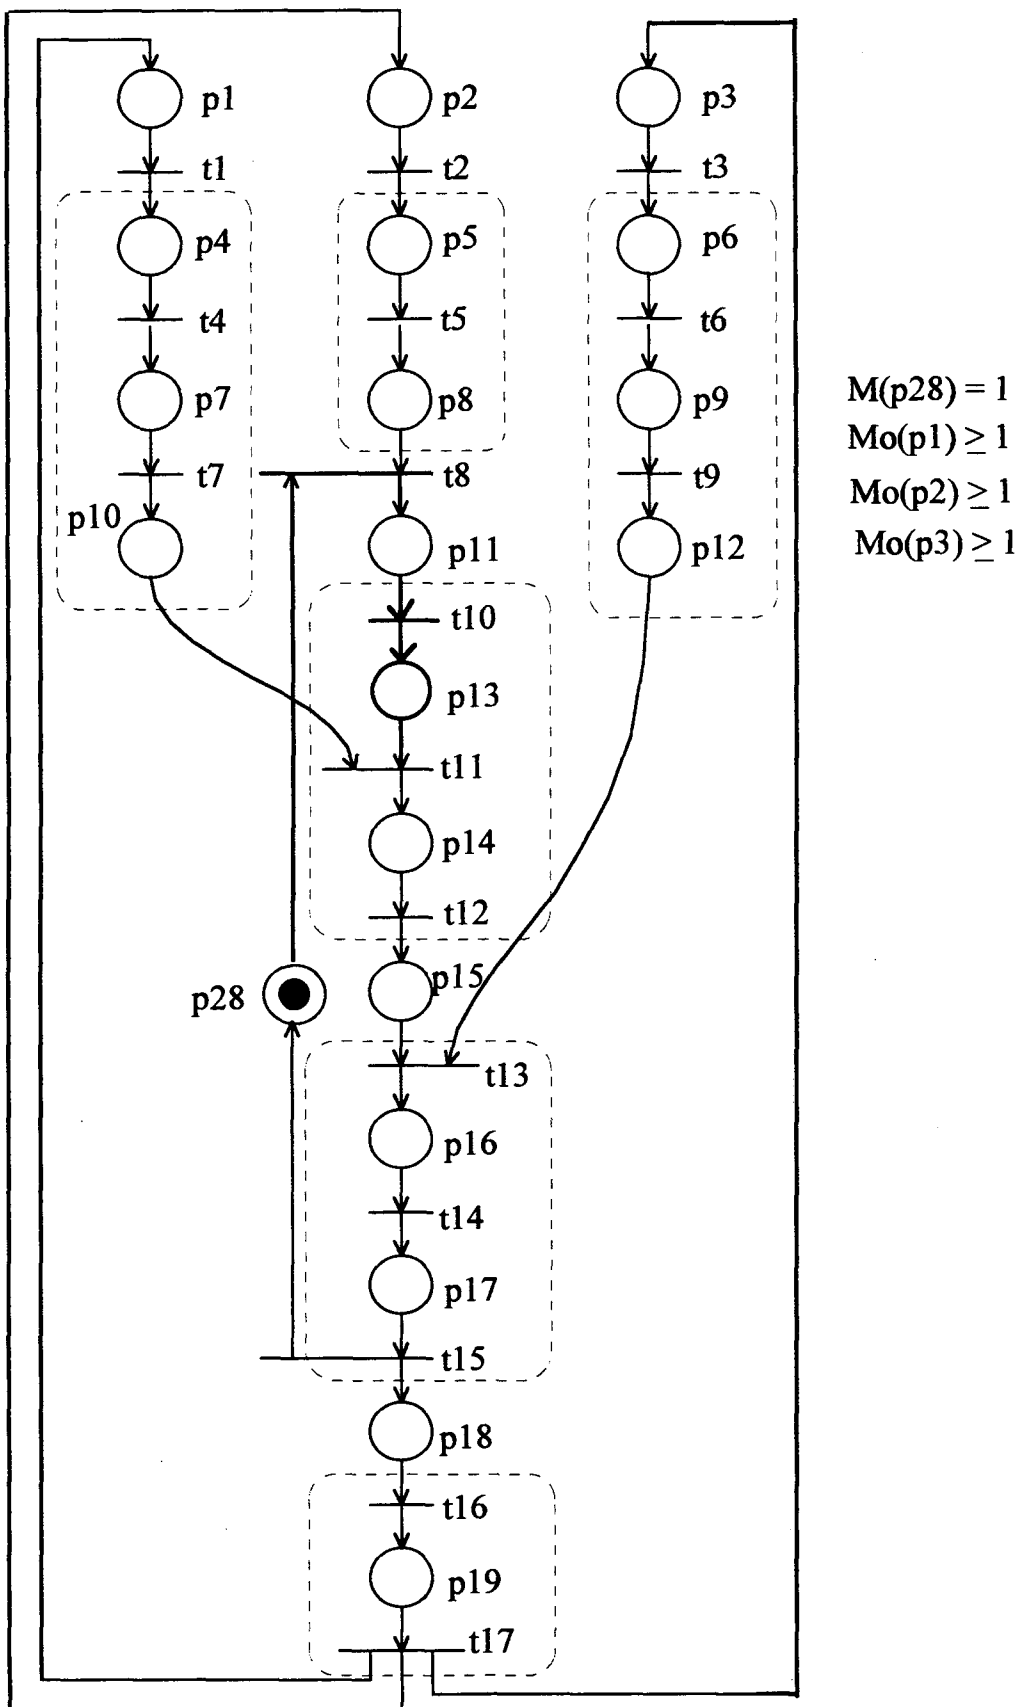 p1
p2
p3
t1
t2
t3
p4
p5
p6
t4
t5
t6
p7
p8
p9
M(p28) = 1
Mo(p1) ≥ 1
t7
t8
t9
Mo(p2) ≥ 1
p10
p11
p12
Mo(p3) ≥ 1
t10
p13
t11
p14
t12
p15
p28
t13
p16
t14
p17
t15
p18
t16
p19
t17